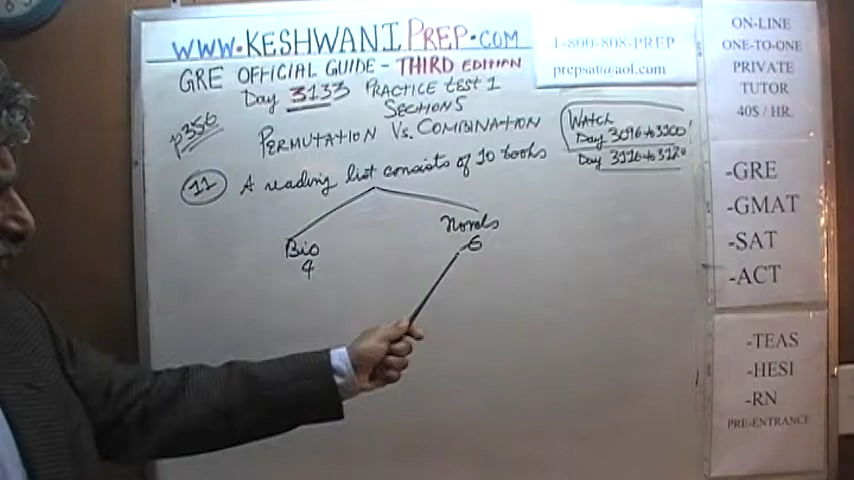 WWW.KESHWANIPREP.COM
GRE OFFICIAL GUIDE - THIRD EDITION
Day 3133 PRACTICE TEST 1
SECTION 5
p356
PERMUTATION VS. COMBINATION
WATCH
Day 3096 to 3100!
Day 3116 to 3120
11 A reading list consists of 10 books
Bio
4
Novels
6
1-800-808-PREP
prepsat@aol.com
ON-LINE
ONE-TO-ONE
PRIVATE
TUTOR
40$ / HR.
-GRE
-GMAT
-SAT
-ACT
-TEAS
-HESI
-RN
PRE-ENTRANCE